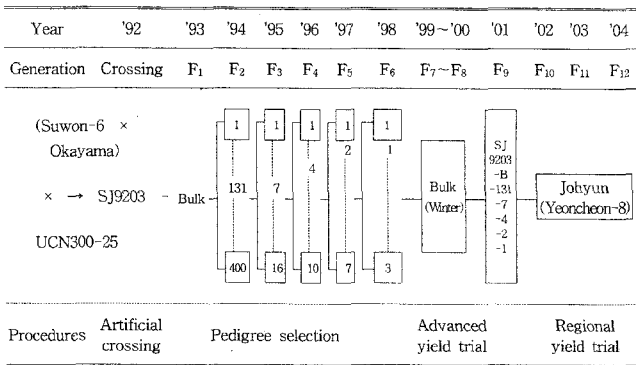 Year '92 '93 '94 '95 '96 '97 '98 '99~'00 '01 '02 '03 '04
Generation Crossing F₁ F₂ F₃ F₄ F₅ F₆ F₇~F₈ F₉ F₁₀ F₁₁ F₁₂
(Suwon-6 ×
Okayama)
× → SJ9203 - Bulk
UCN300-25
1
131
400
1
7
16
1
4
10
1
2
7
1
1
3
Bulk
(Winter)
SJ
9203
-B
-131
-7
-4
-2
-1
Johyun
(Yeoncheon-8)
Procedures Artificial crossing Pedigree selection Advanced yield trial Regional yield trial